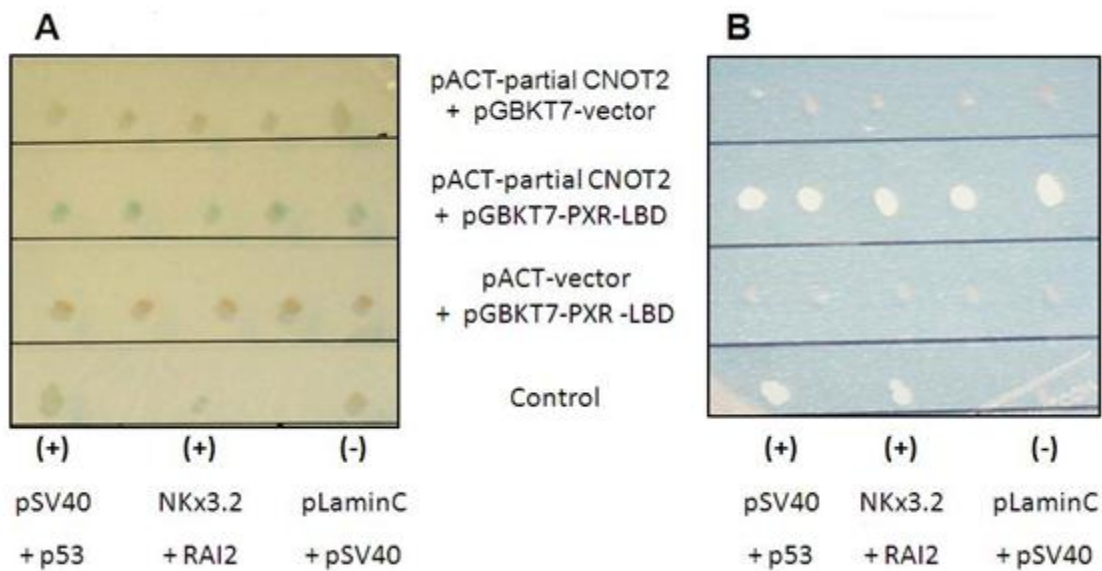 A
B
pACT-partial CNOT2
+ pGBKT7-vector
pACT-partial CNOT2
+ pGBKT7-PXR-LBD
pACT-vector
+ pGBKT7-PXR -LBD
Control
(+) (+) (-)
pSV40 NKx3.2 pLaminC
+ p53 + RAI2 + pSV40
(+) (+) (-)
pSV40 NKx3.2 pLaminC
+ p53 + RAI2 + pSV40